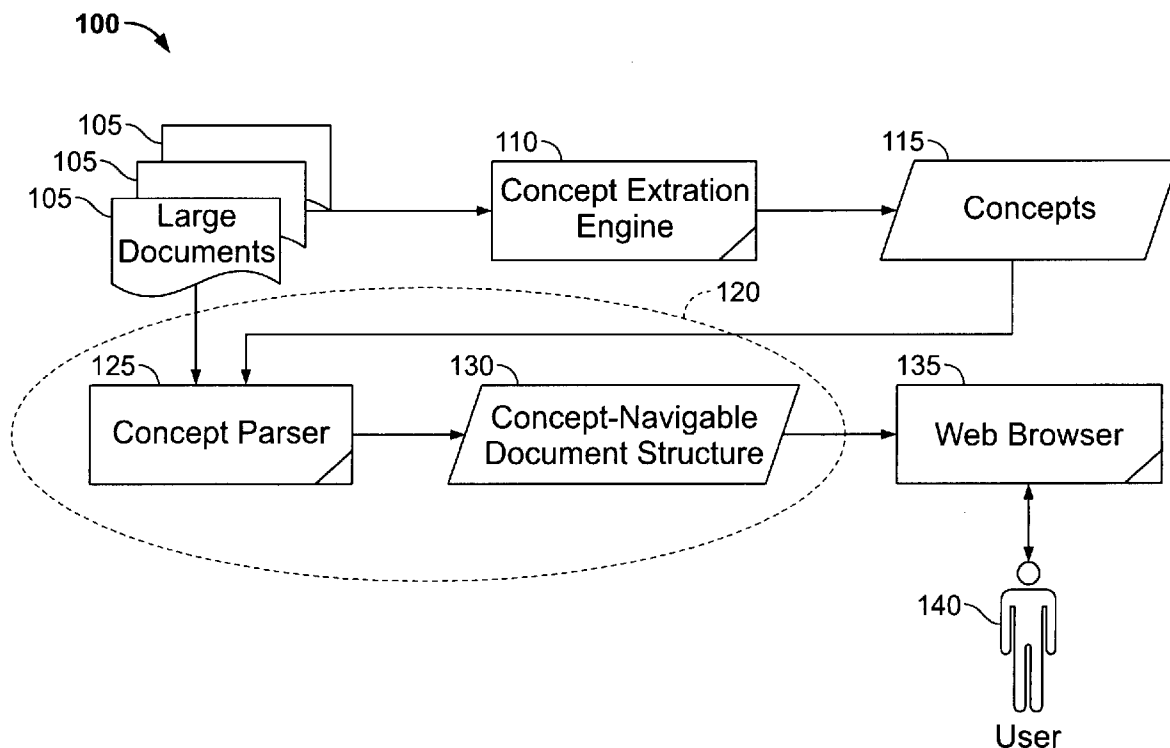 100
105
105
105
Large
Documents
110
Concept Extration
Engine
115
Concepts
120
125
Concept Parser
130
Concept-Navigable
Document Structure
135
Web Browser
140
User